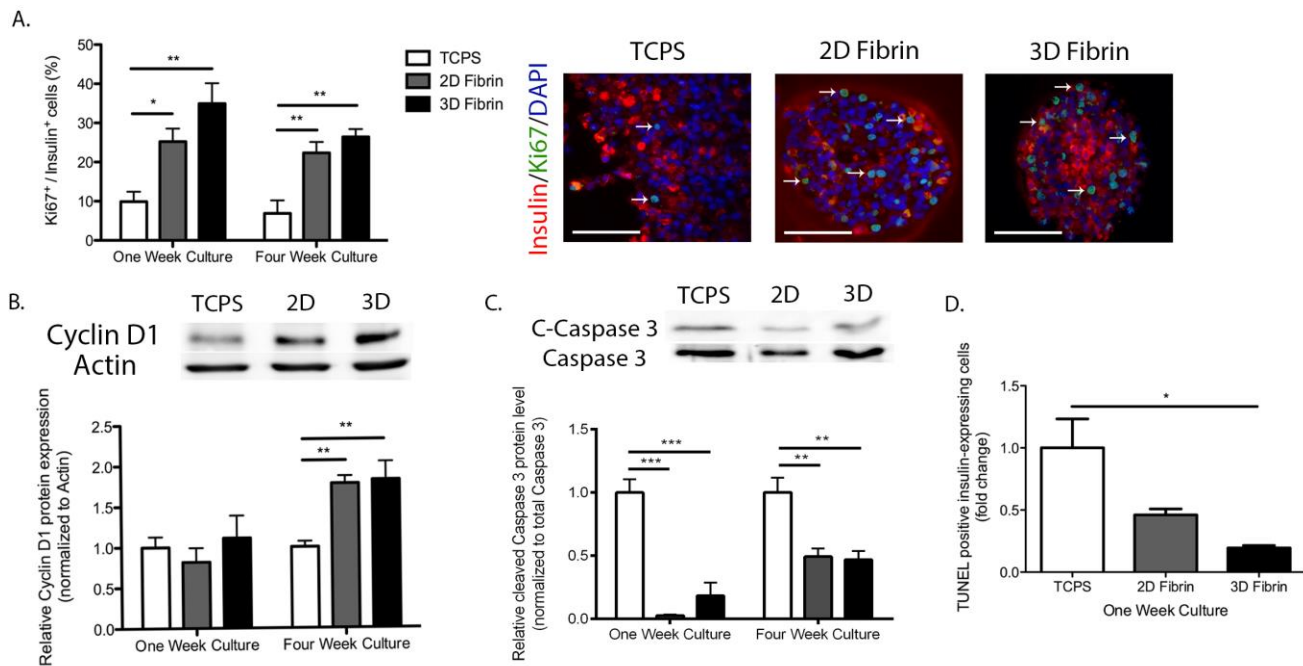 A.
Ki67⁺ / Insulin⁺ cells (%)
50
40
30
20
10
0
** 
*
**
**
One Week Culture
Four Week Culture
TCPS
2D Fibrin
3D Fibrin
Insulin/Ki67/DAPI
TCPS
2D Fibrin
3D Fibrin
B.
TCPS 2D 3D
Cyclin D1
Actin
Relative Cyclin D1 protein expression
(normalized to Actin)
2.5
2.0
1.5
1.0
0.5
0.0
**
**
One Week Culture
Four Week Culture
C.
TCPS 2D 3D
C-Caspase 3
Caspase 3
Relative cleaved Caspase 3 protein level
(normalized to total Caspase 3)
1.5
1.0
0.5
0.0
***
***
**
**
One Week Culture
Four Week Culture
D.
TUNEL positive insulin-expressing cells
(fold change)
1.5
1.0
0.5
0.0
*
TCPS
2D Fibrin
3D Fibrin
One Week Culture